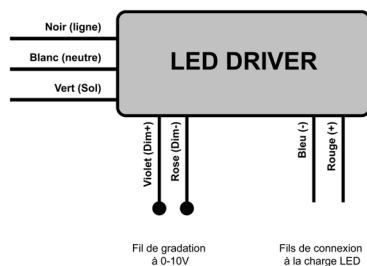 Noir (ligne)
Blanc (neutre)
Vert (Sol)
LED DRIVER
Violet (Dim+)
Rose (Dim-)
Bleu (-)
Rouge (+)
Fil de gradation
à 0-10V
Fils de connexion
à la charge LED